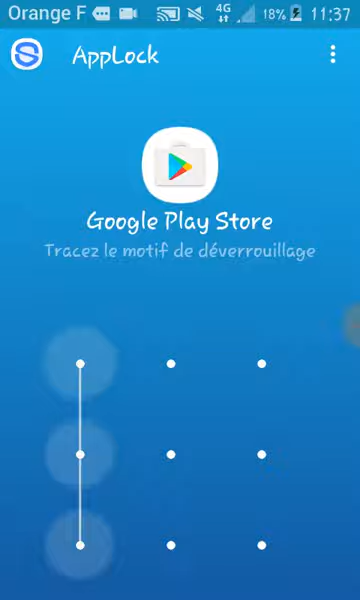 Orange F 4G 18% 11:37
AppLock
Google Play Store
Tracez le motif de déverrouillage